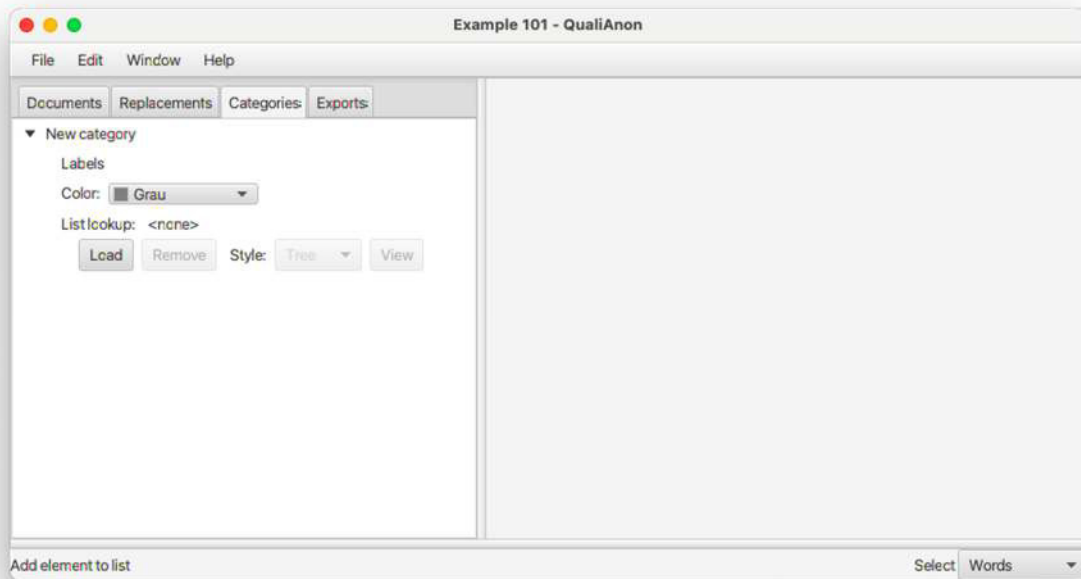 Example 101 - QualiAnon
File Edit Window Help
Documents Replacements Categories Exports
New category
Labels
Color: Grau
List lookup: <none>
Load Remove Style: Tree View
Add element to list Select Words